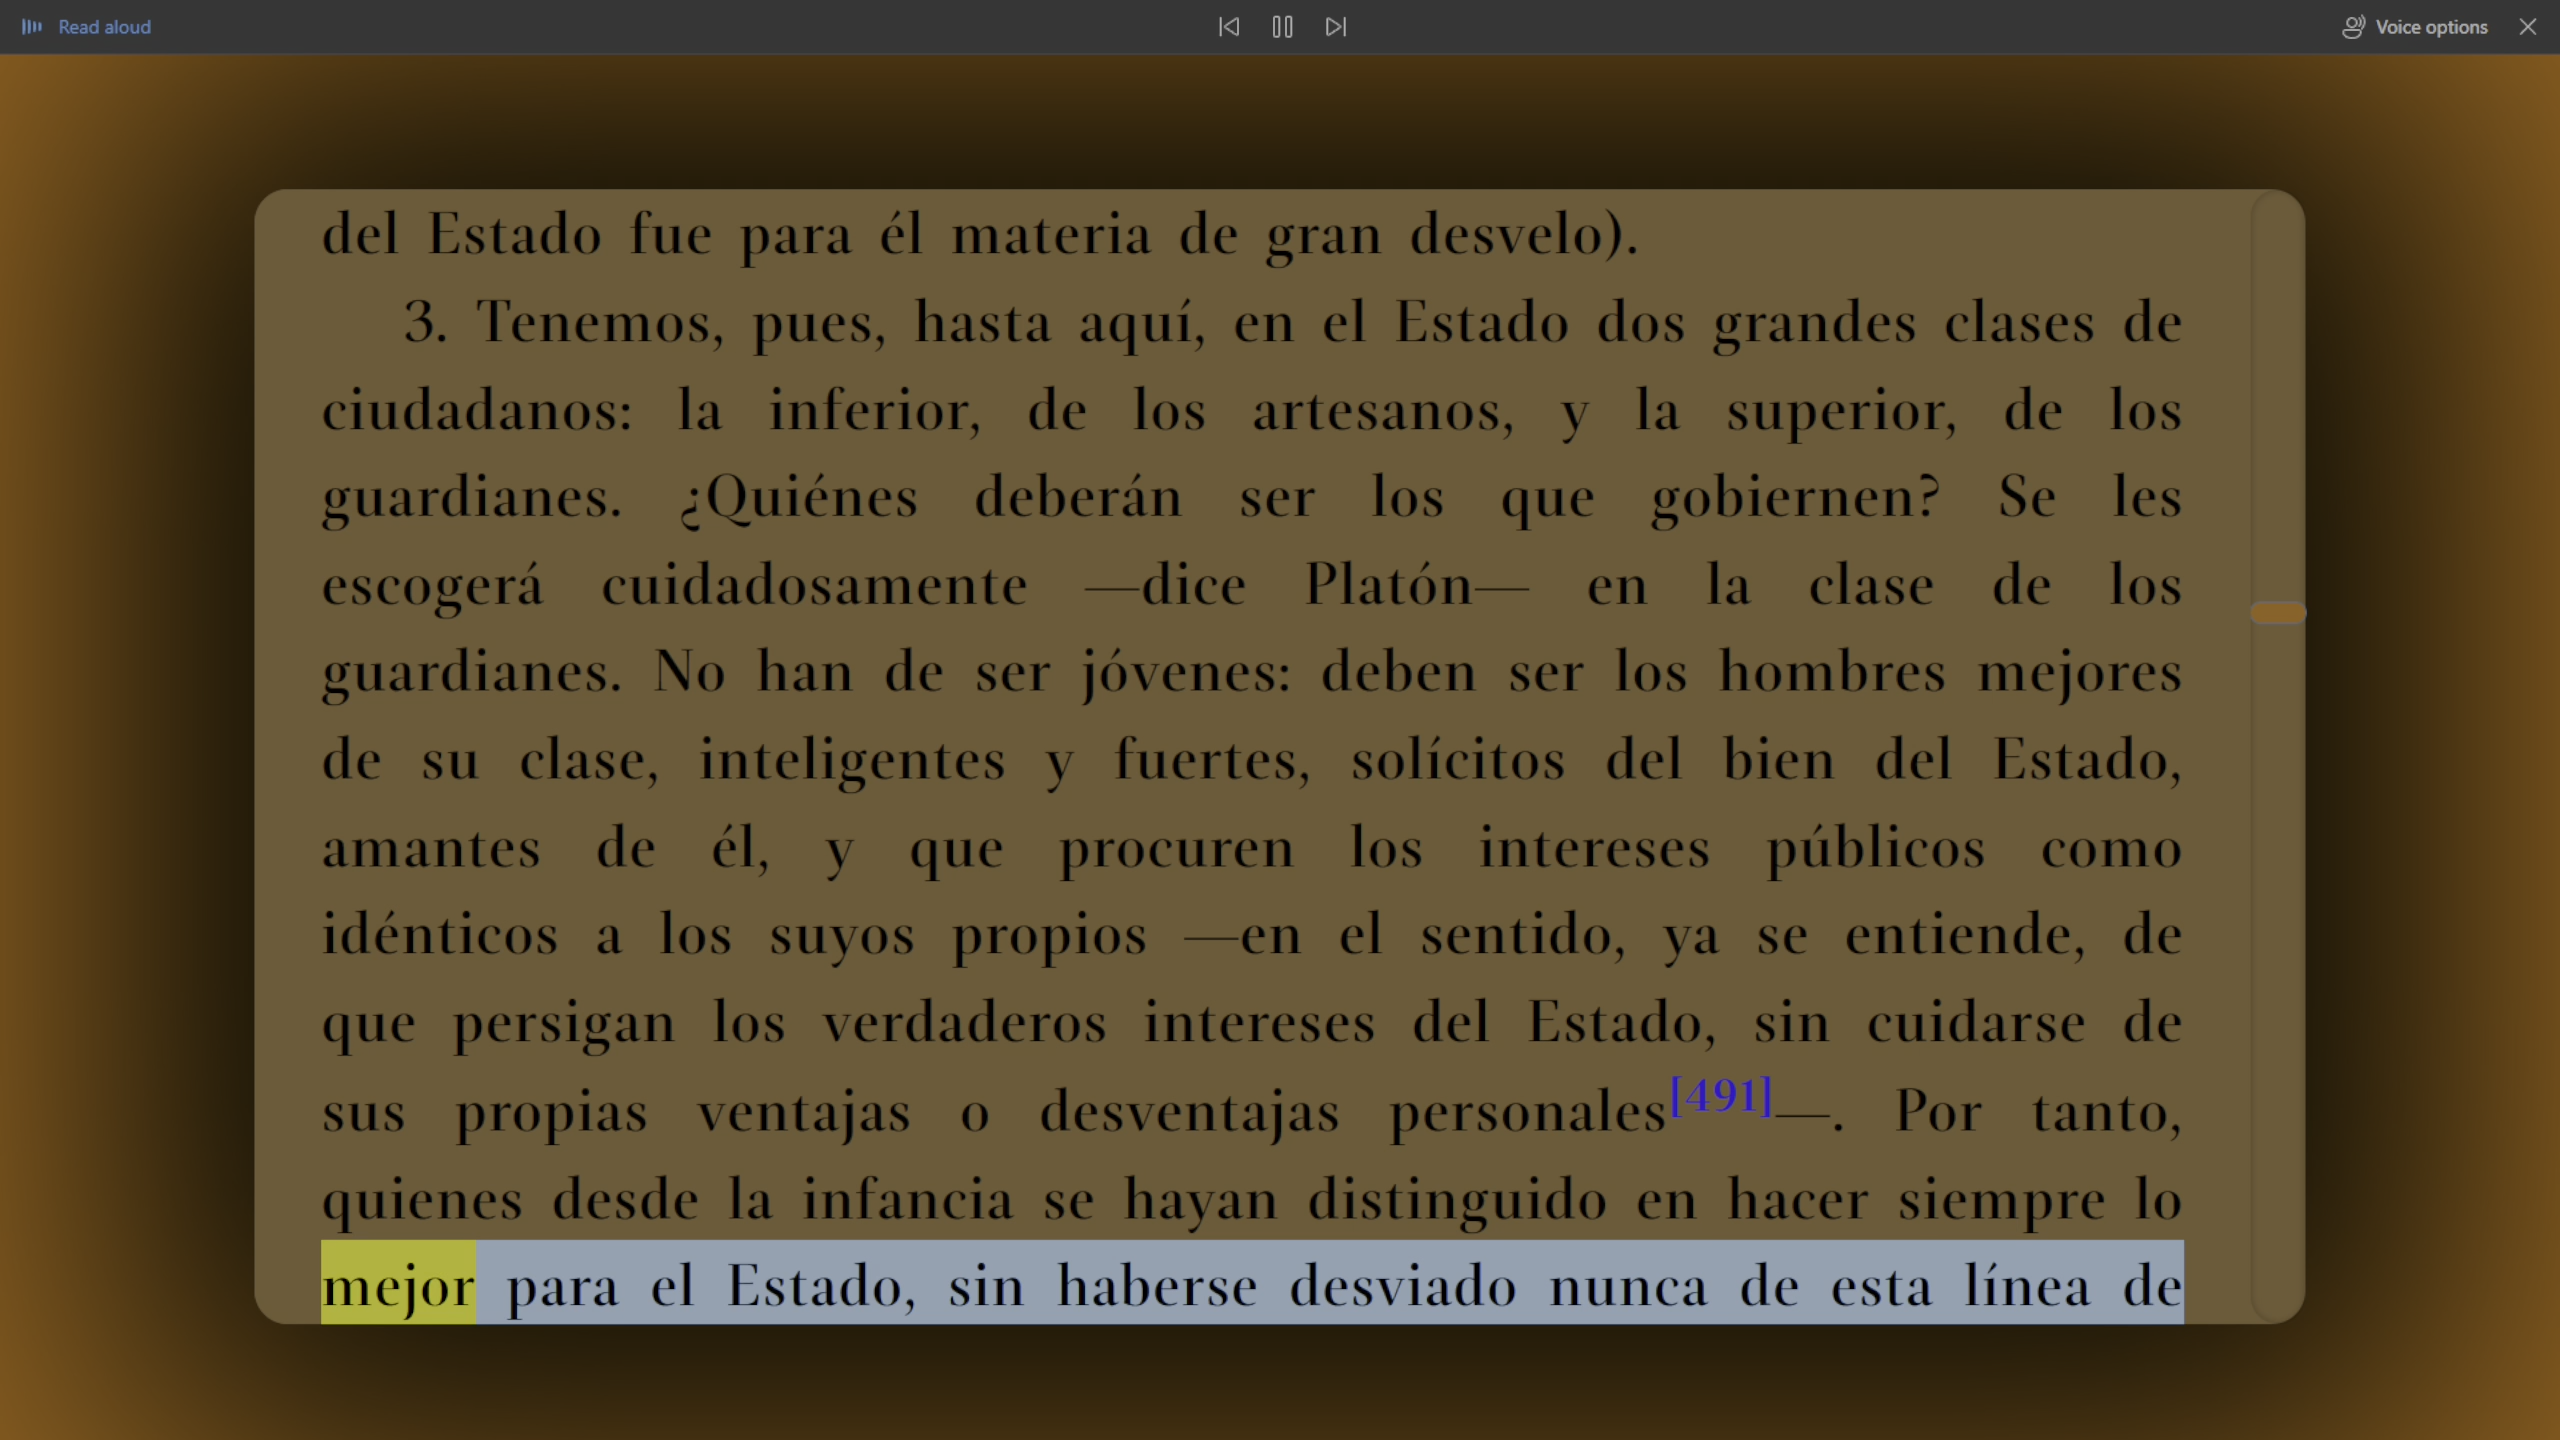 Read aloud
Voice options
del Estado fue para él materia de gran desvelo).
3. Tenemos, pues, hasta aquí, en el Estado dos grandes clases de
ciudadanos: la inferior, de los artesanos, y la superior, de los
guardianes. ¿Quiénes deberán ser los que gobiernen? Se les
escogerá cuidadosamente —dice Platón— en la clase de los
guardianes. No han de ser jóvenes: deben ser los hombres mejores
de su clase, inteligentes y fuertes, solícitos del bien del Estado,
amantes de él, y que procuren los intereses públicos como
idénticos a los suyos propios —en el sentido, ya se entiende, de
que persigan los verdaderos intereses del Estado, sin cuidarse de
sus propias ventajas o desventajas personales[491]—. Por tanto,
quienes desde la infancia se hayan distinguido en hacer siempre lo
mejor para el Estado, sin haberse desviado nunca de esta línea de